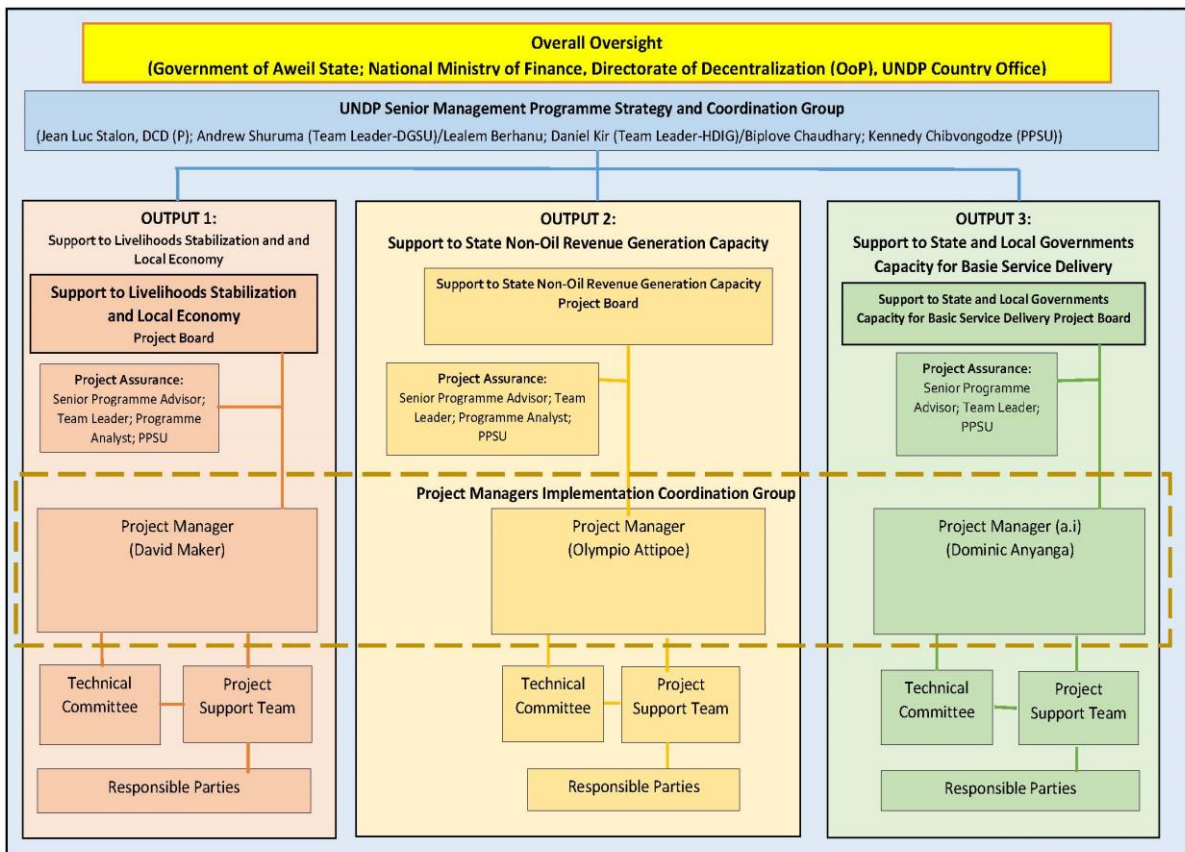 Overall Oversight
(Government of Aweil State; National Ministry of Finance, Directorate of Decentralization (OoP), UNDP Country Office)
UNDP Senior Management Programme Strategy and Coordination Group
(Jean Luc Stalon, DCD (P); Andrew Shuruma (Team Leader-DGSU)/Lealem Berhanu; Daniel Kir (Team Leader-HDIG)/Biplove Chaudhary; Kennedy Chibvongodze (PPSU))
OUTPUT 1:
Support to Livelihoods Stabilization and and
Local Economy
Support to Livelihoods Stabilization
and Local Economy
Project Board
Project Assurance:
Senior Programme Advisor;
Team Leader; Programme
Analyst; PPSU
OUTPUT 2:
Support to State Non-Oil Revenue Generation Capacity
Support to State Non-Oil Revenue Generation Capacity
Project Board
Project Assurance:
Senior Programme Advisor; Team
Leader; Programme Analyst;
PPSU
OUTPUT 3:
Support to State and Local Governments
Capacity for Basie Service Delivery
Support to State and Local Governments
Capacity for Basic Service Delivery Project Board
Project Assurance:
Senior Programme
Advisor; Team Leader;
PPSU
Project Managers Implementation Coordination Group
Project Manager
(David Maker)
Project Manager
(Olympio Attipoe)
Project Manager (a.i)
(Dominic Anyanga)
Technical
Committee
Project
Support Team
Responsible Parties
Technical
Committee
Project
Support Team
Responsible Parties
Technical
Committee
Project
Support Team
Responsible Parties